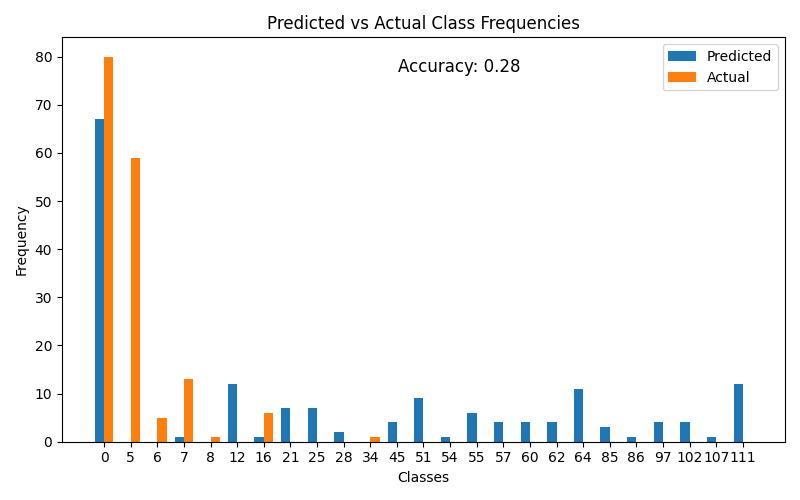 Predicted vs Actual Class Frequencies
Accuracy: 0.28
Predicted
Actual
Frequency
80
70
60
50
40
30
20
10
0
0 5 6 7 8 12 16 21 25 28 34 45 51 54 55 57 60 62 64 85 86 97 102 107 111
Classes